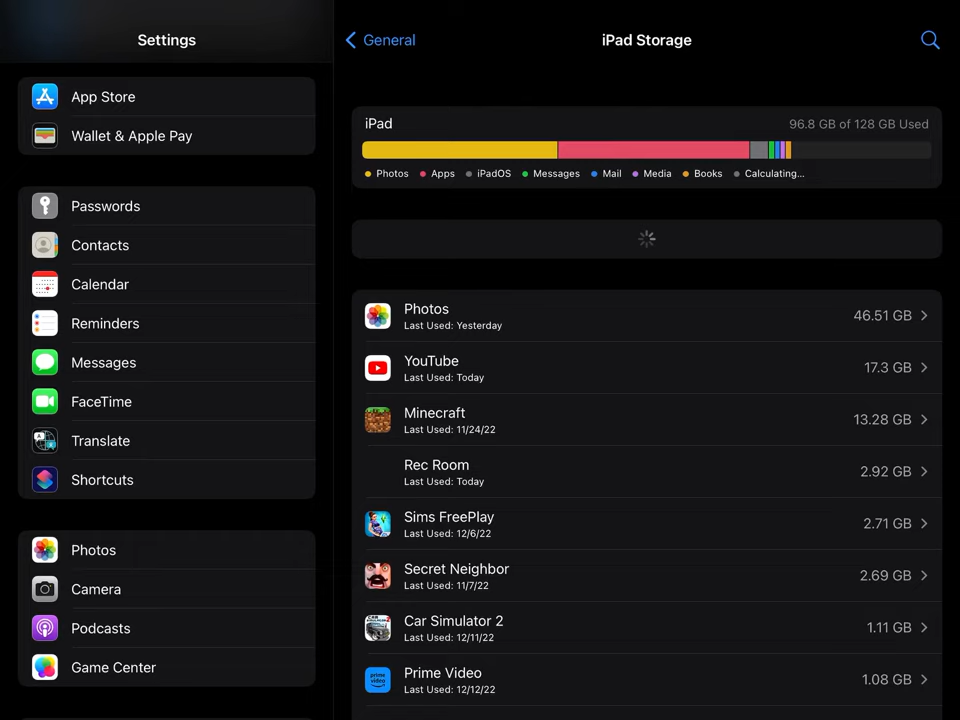 Settings
App Store
Wallet & Apple Pay
Passwords
Contacts
Calendar
Reminders
Messages
FaceTime
Translate
Shortcuts
Photos
Camera
Podcasts
Game Center
General
iPad Storage
iPad
96.8 GB of 128 GB Used
Photos Apps iPadOS Messages Mail Media Books Calculating...
Photos
Last Used: Yesterday
46.51 GB
YouTube
Last Used: Today
17.3 GB
Minecraft
Last Used: 11/24/22
13.28 GB
Rec Room
Last Used: Today
2.92 GB
Sims FreePlay
Last Used: 12/6/22
2.71 GB
Secret Neighbor
Last Used: 11/7/22
2.69 GB
Car Simulator 2
Last Used: 12/11/22
1.11 GB
prime video
Prime Video
Last Used: 12/12/22
1.08 GB